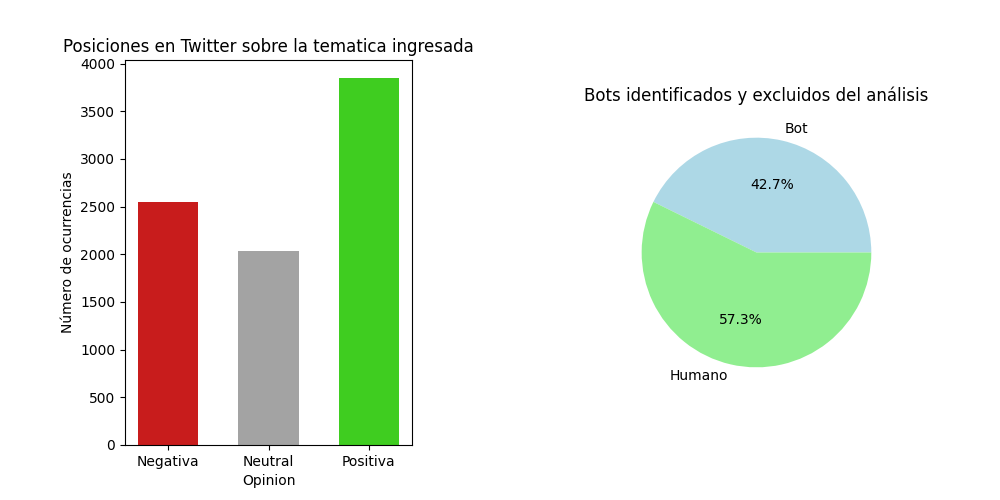 Posiciones en Twitter sobre la tematica ingresada
4000
3500
3000
2500
2000
1500
1000
500
0
Número de ocurrencias
Negativa
Neutral
Positiva
Opinion
Bots identificados y excluidos del análisis
Bot
42.7%
57.3%
Humano